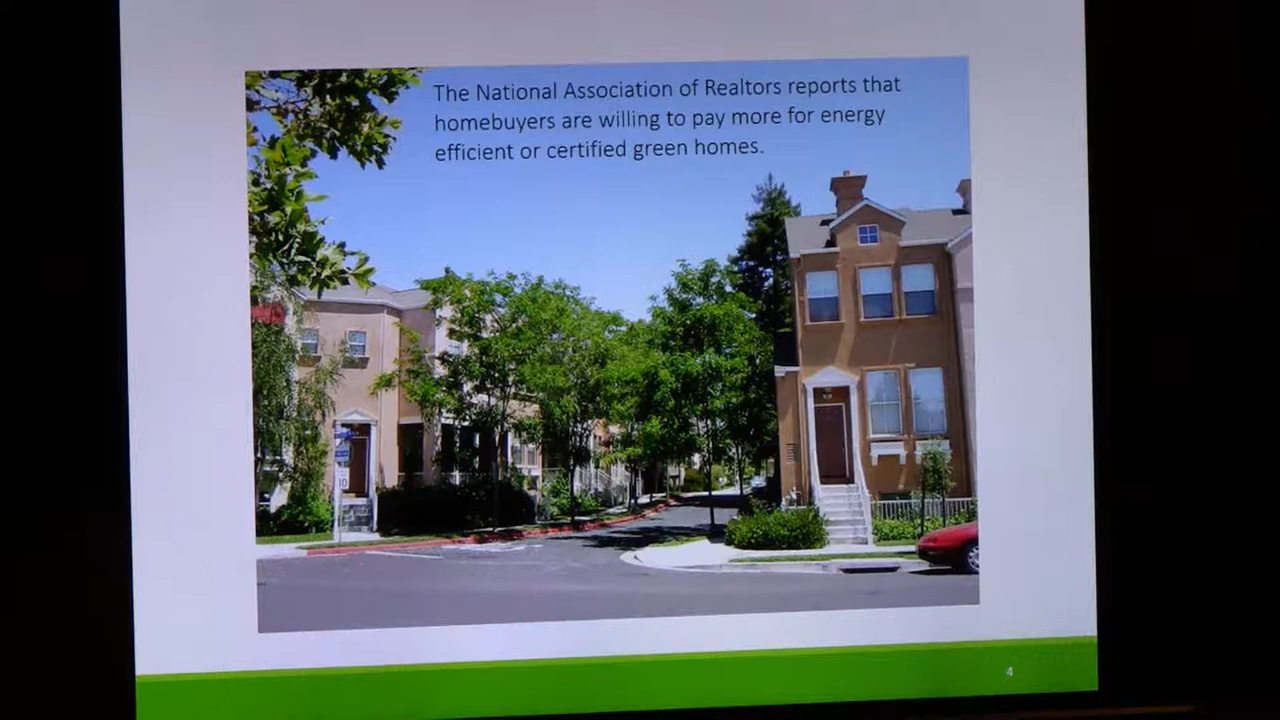 The National Association of Realtors reports that
homebuyers are willing to pay more for energy
efficient or certified green homes.
10
4